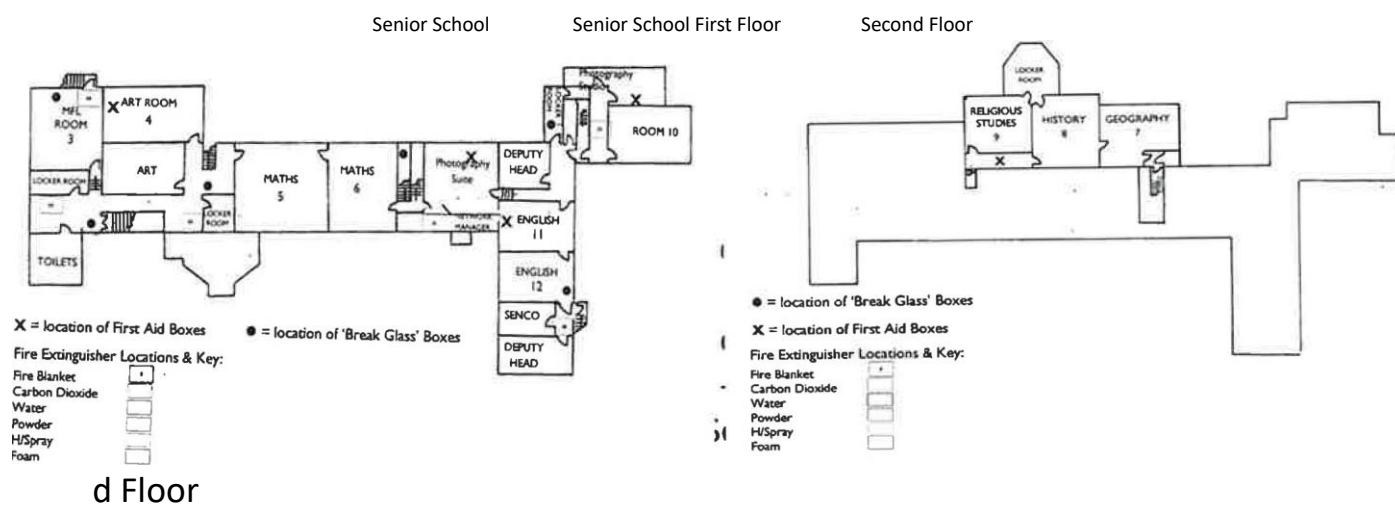 Senior School Senior School First Floor Second Floor
Photography
Studio
LOCKER
ROOM
ROOM 10
MFL
ROOM
3
ART ROOM
4
ART
LOCKER ROOM
MATHS
5
MATHS
6
Photography
Suite
DEPUTY
HEAD
LOCKER
ROOM
MANAGER
ENGLISH
11
TOILETS
ENGLISH
12
SENCO
DEPUTY
HEAD
X = location of First Aid Boxes
● = location of 'Break Glass' Boxes
Fire Extinguisher Locations & Key:
Fire Blanket
Carbon Dioxide
Water
Powder
H/Spray
Foam
d Floor
LOCKER
ROOM
RELIGIOUS
STUDIES
9
HISTORY
8
GEOGRAPHY
7
● = location of 'Break Glass' Boxes
X = location of First Aid Boxes
Fire Extinguisher Locations & Key:
Fire Blanket
Carbon Dioxide
Water
Powder
H/Spray
Foam